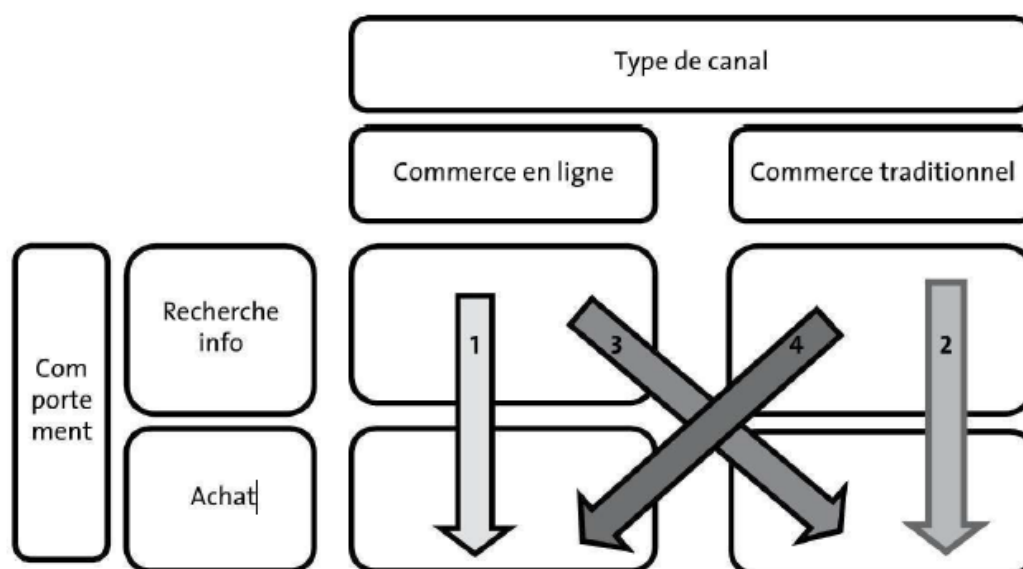 Type de canal
Commerce en ligne
Commerce traditionnel
Recherche
info
1
3
4
2
Com
porte
ment
Achat